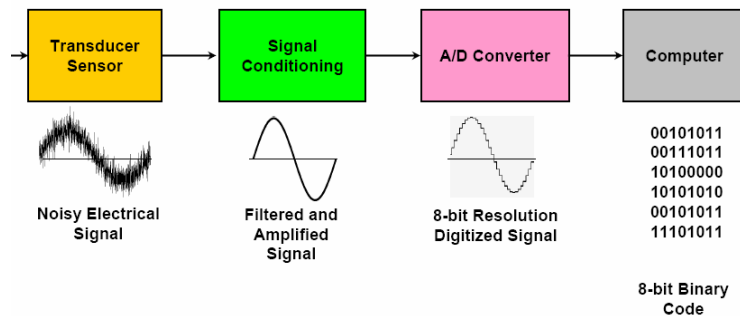 Transducer
Sensor
Signal
Conditioning
A/D Converter
Computer
Noisy Electrical
Signal
Filtered and
Amplified
Signal
8-bit Resolution
Digitized Signal
00101011
00111011
10100000
10101010
00101011
11101011
8-bit Binary
Code